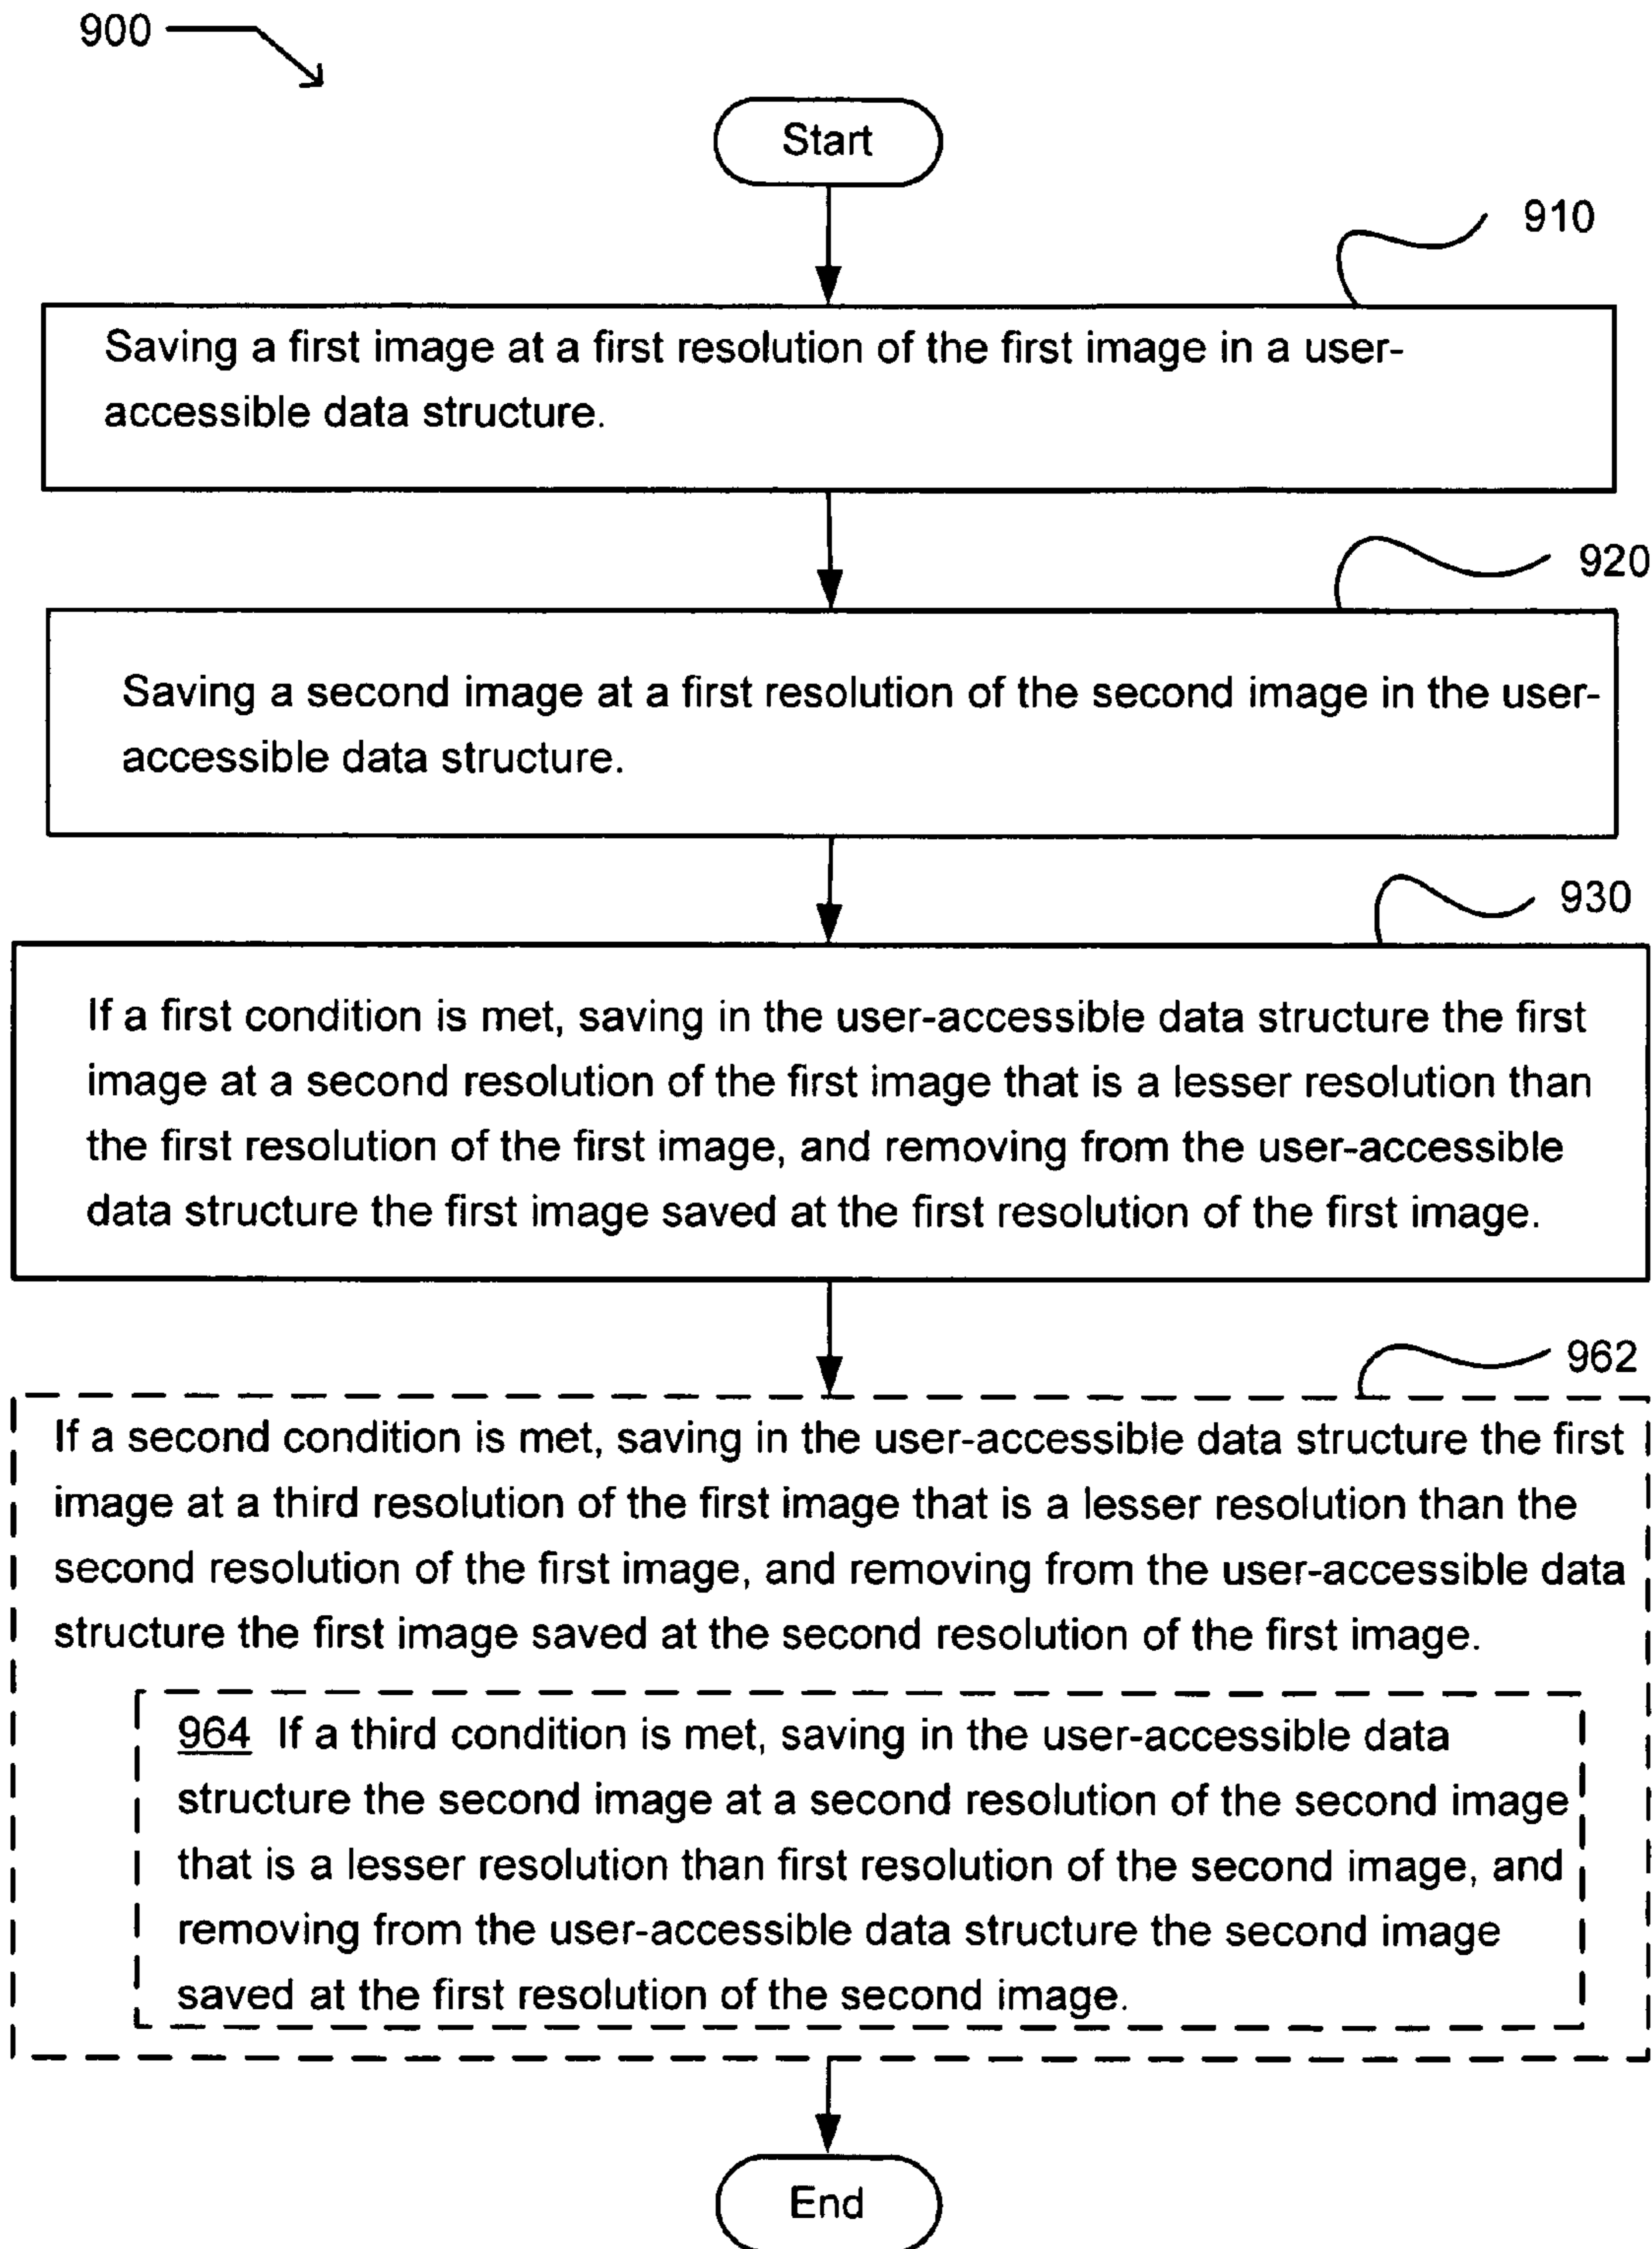 900
Start
910
Saving a first image at a first resolution of the first image in a user-
accessible data structure.
920
Saving a second image at a first resolution of the second image in the user-
accessible data structure.
930
If a first condition is met, saving in the user-accessible data structure the first
image at a second resolution of the first image that is a lesser resolution than
the first resolution of the first image, and removing from the user-accessible
data structure the first image saved at the first resolution of the first image.
962
If a second condition is met, saving in the user-accessible data structure the first
image at a third resolution of the first image that is a lesser resolution than the
second resolution of the first image, and removing from the user-accessible data
structure the first image saved at the second resolution of the first image.
964 If a third condition is met, saving in the user-accessible data
structure the second image at a second resolution of the second image
that is a lesser resolution than first resolution of the second image, and
removing from the user-accessible data structure the second image
saved at the first resolution of the second image.
End